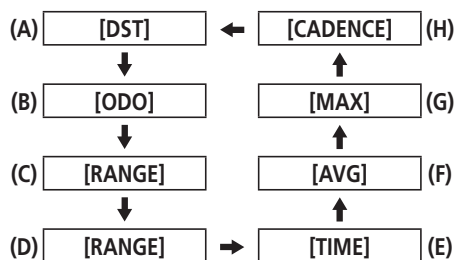 (A) [DST] [CADENCE] (H)
(B) [ODO] [MAX] (G)
(C) [RANGE] [AVG] (F)
(D) [RANGE] [TIME] (E)